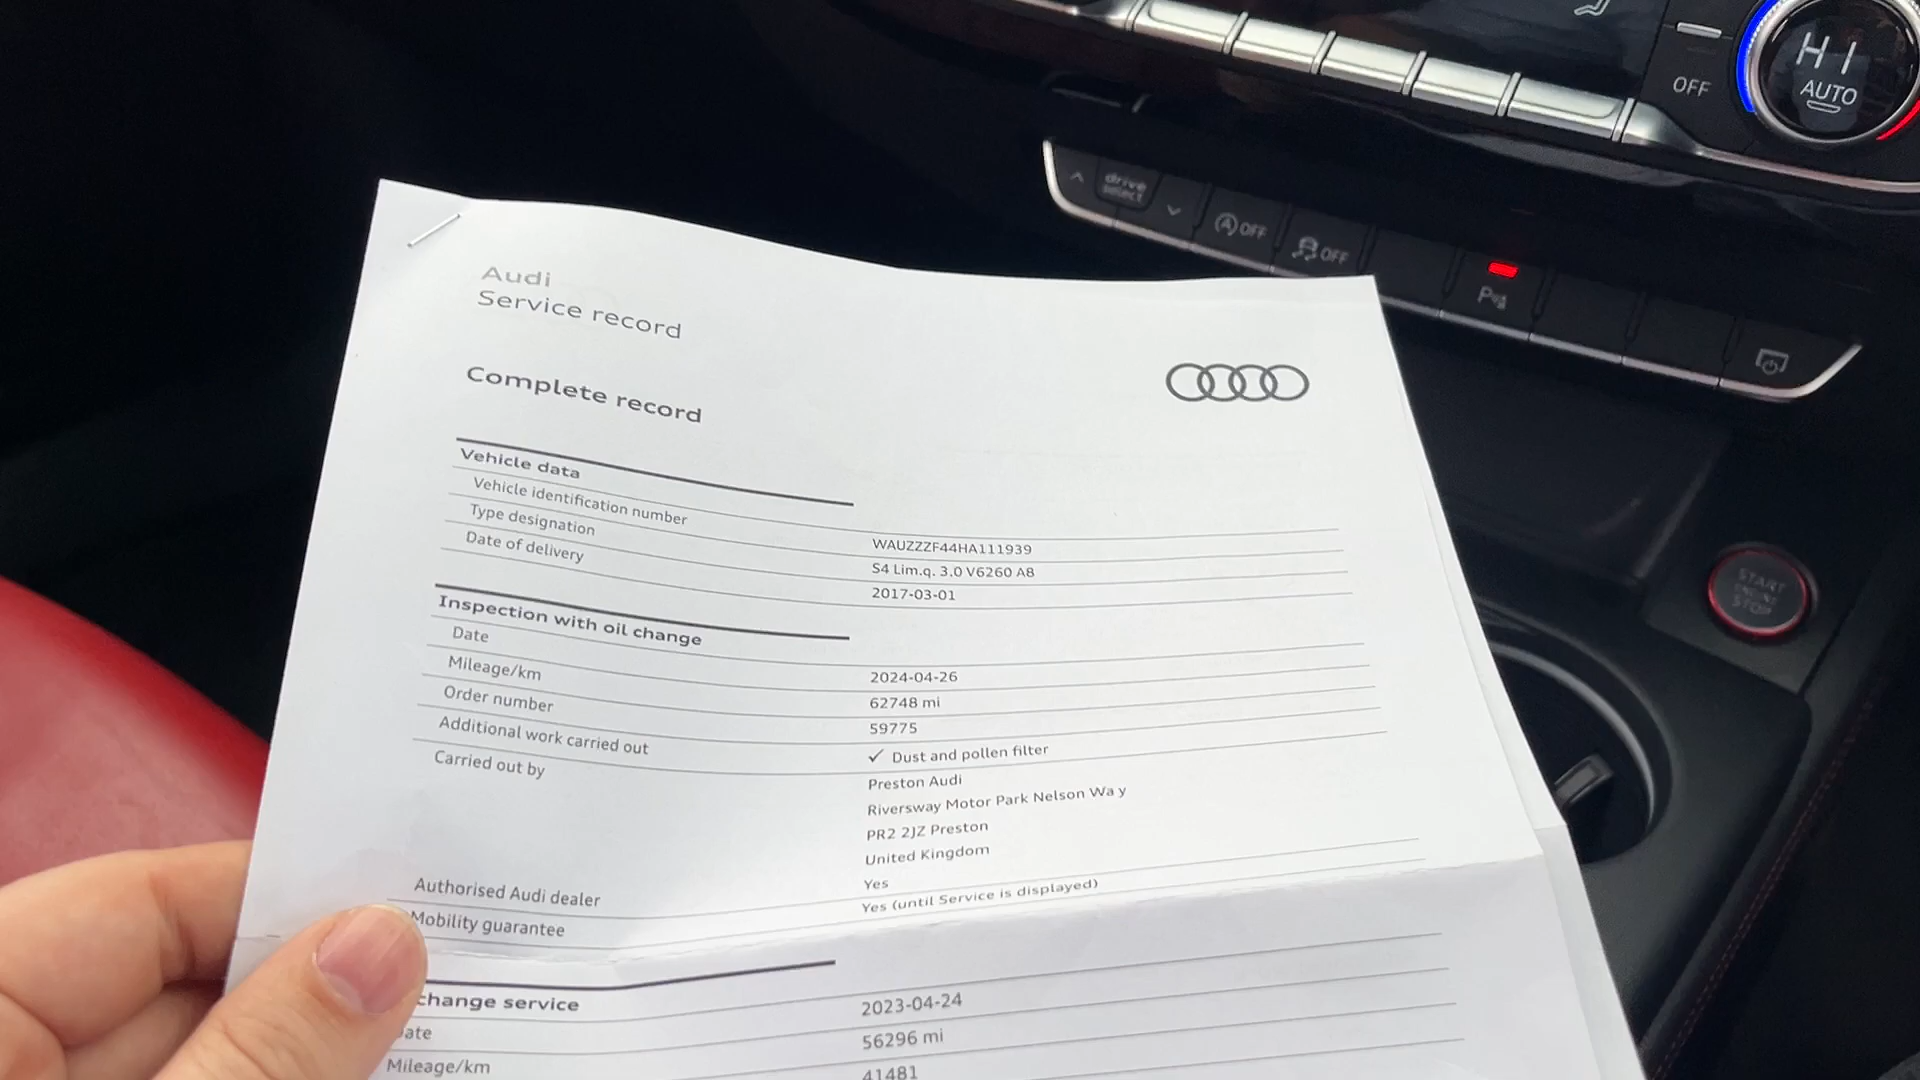 HI
AUTO
OFF
drive
select
OFF
OFF
P
START
ENGINE
STOP
Audi
Service record
Complete record
Vehicle data
Vehicle identification number WAUZZZF44HA111939
Type designation S4 Lim.q. 3.0 V6260 A8
Date of delivery 2017-03-01
Inspection with oil change
Date 2024-04-26
Mileage/km 62748 mi
Order number 59775
Additional work carried out ✓ Dust and pollen filter
Carried out by Preston Audi
Riversway Motor Park Nelson Wa y
PR2 2JZ Preston
United Kingdom
Authorised Audi dealer Yes
Mobility guarantee Yes (until Service is displayed)
change service
Date 2023-04-24
Mileage/km 56296 mi
41481